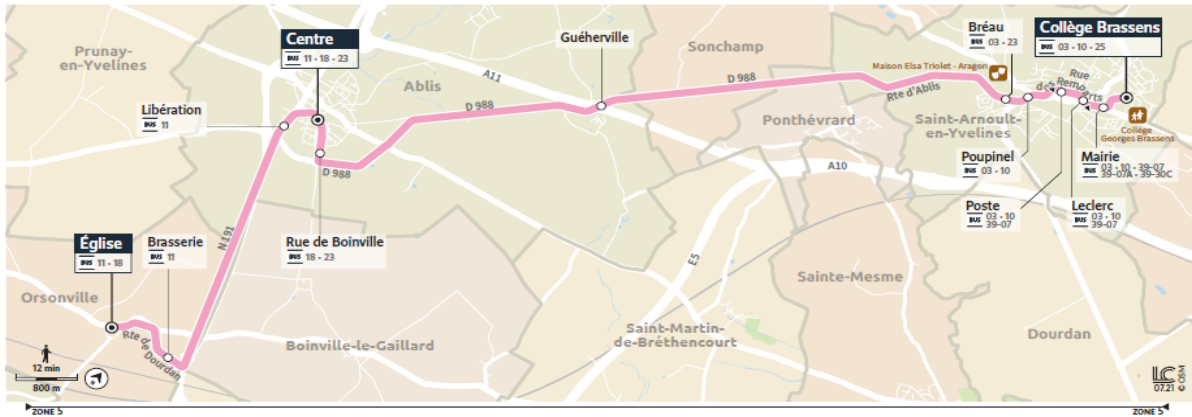 Prunay-
en-Yvelines
Centre
BUS 11 - 18 - 23
Ablis
A11
Guéherville
Sonchamp
Bréau
BUS 03 - 23
Collège Brassens
BUS 03 - 10 - 25
Maison Elsa Triolet - Aragon
Rue
des Remparts
D 988
Rte d'Ablis
Libération
BUS 11
D 988
Ponthévrard
Saint-Arnoult-
en-Yvelines
Collège
Georges Brassens
D 988
A10
Poupinel
BUS 03 - 10
Mairie
BUS 03 - 10 - 39-07
39-07A - 39-30C
Poste
BUS 03 - 10
39-07
Leclerc
BUS 03 - 10
39-07
N 191
Église
BUS 11 - 18
Brasserie
BUS 11
Rue de Boinville
BUS 18 - 23
E5
Sainte-Mesme
Orsonville
Rte de Dourdan
Boinville-le-Gaillard
Saint-Martin-
de-Bréthencourt
Dourdan
12 min
800 m
LC
07.21
© OSM
ZONE 5
ZONE 5